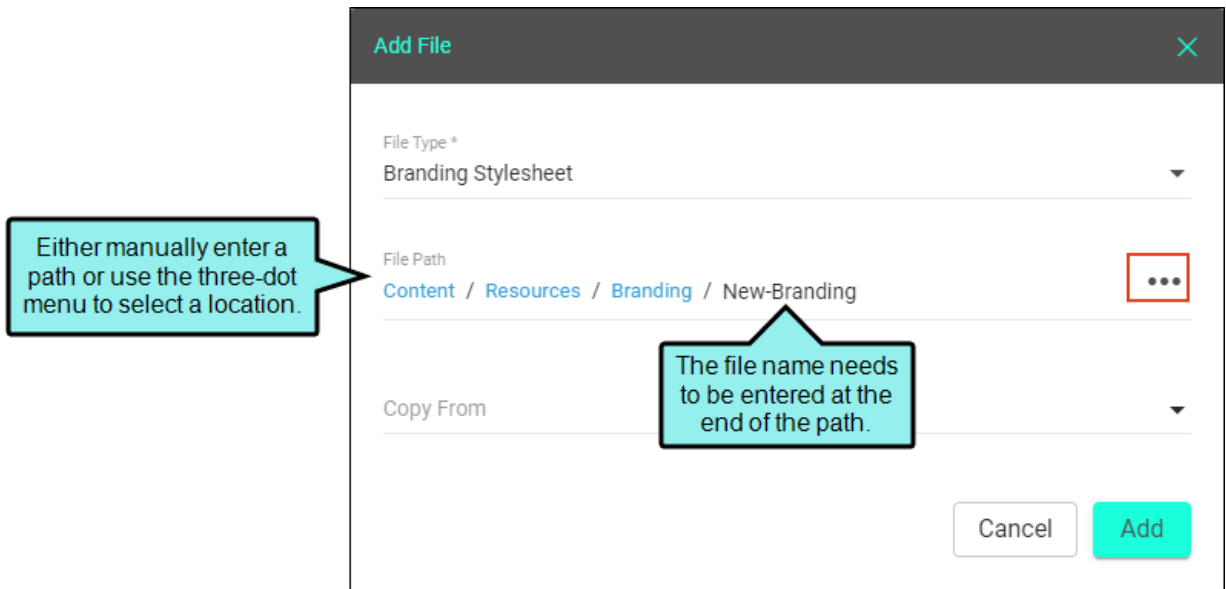 Add File
File Type *
Branding Stylesheet
Either manually enter a
path or use the three-dot
menu to select a location.
File Path
Content / Resources / Branding / New-Branding
The file name needs
to be entered at the
end of the path.
Copy From
Cancel
Add